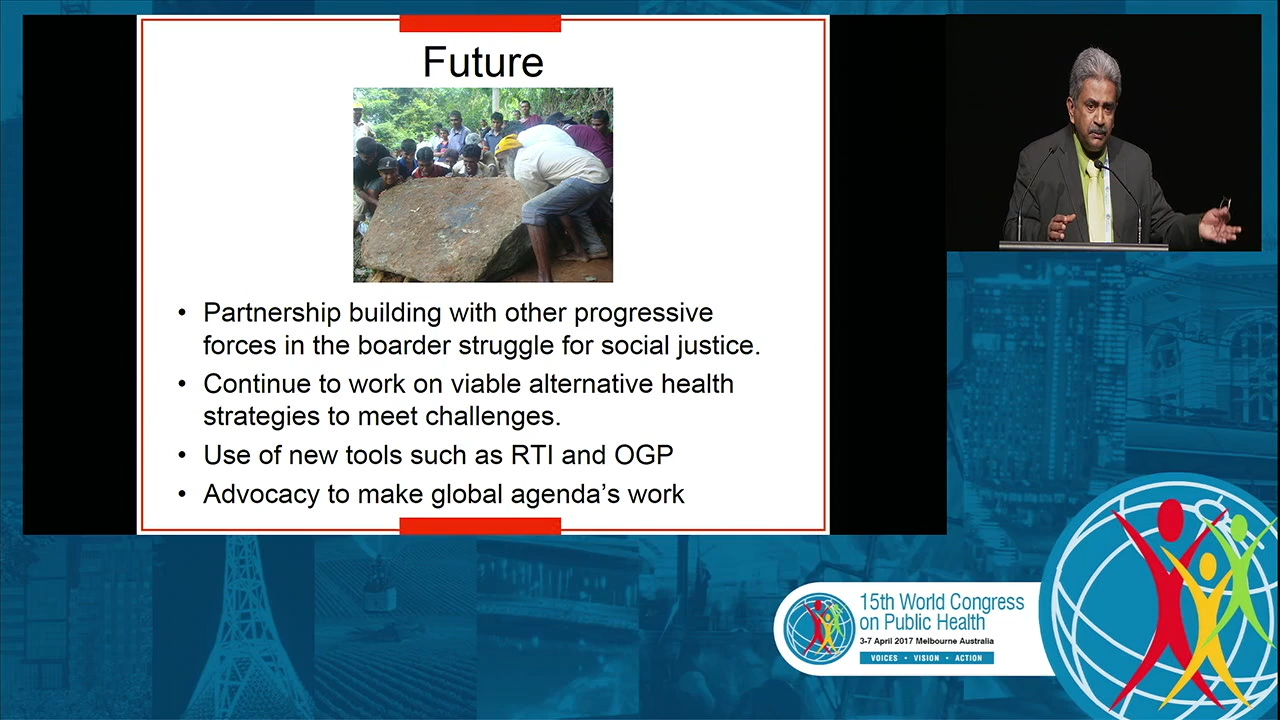 Future
• Partnership building with other progressive
forces in the boarder struggle for social justice.
• Continue to work on viable alternative health
strategies to meet challenges.
• Use of new tools such as RTI and OGP
• Advocacy to make global agenda's work
15th World Congress
on Public Health
3-7 April 2017 Melbourne Australia
VOICES • VISION • ACTION